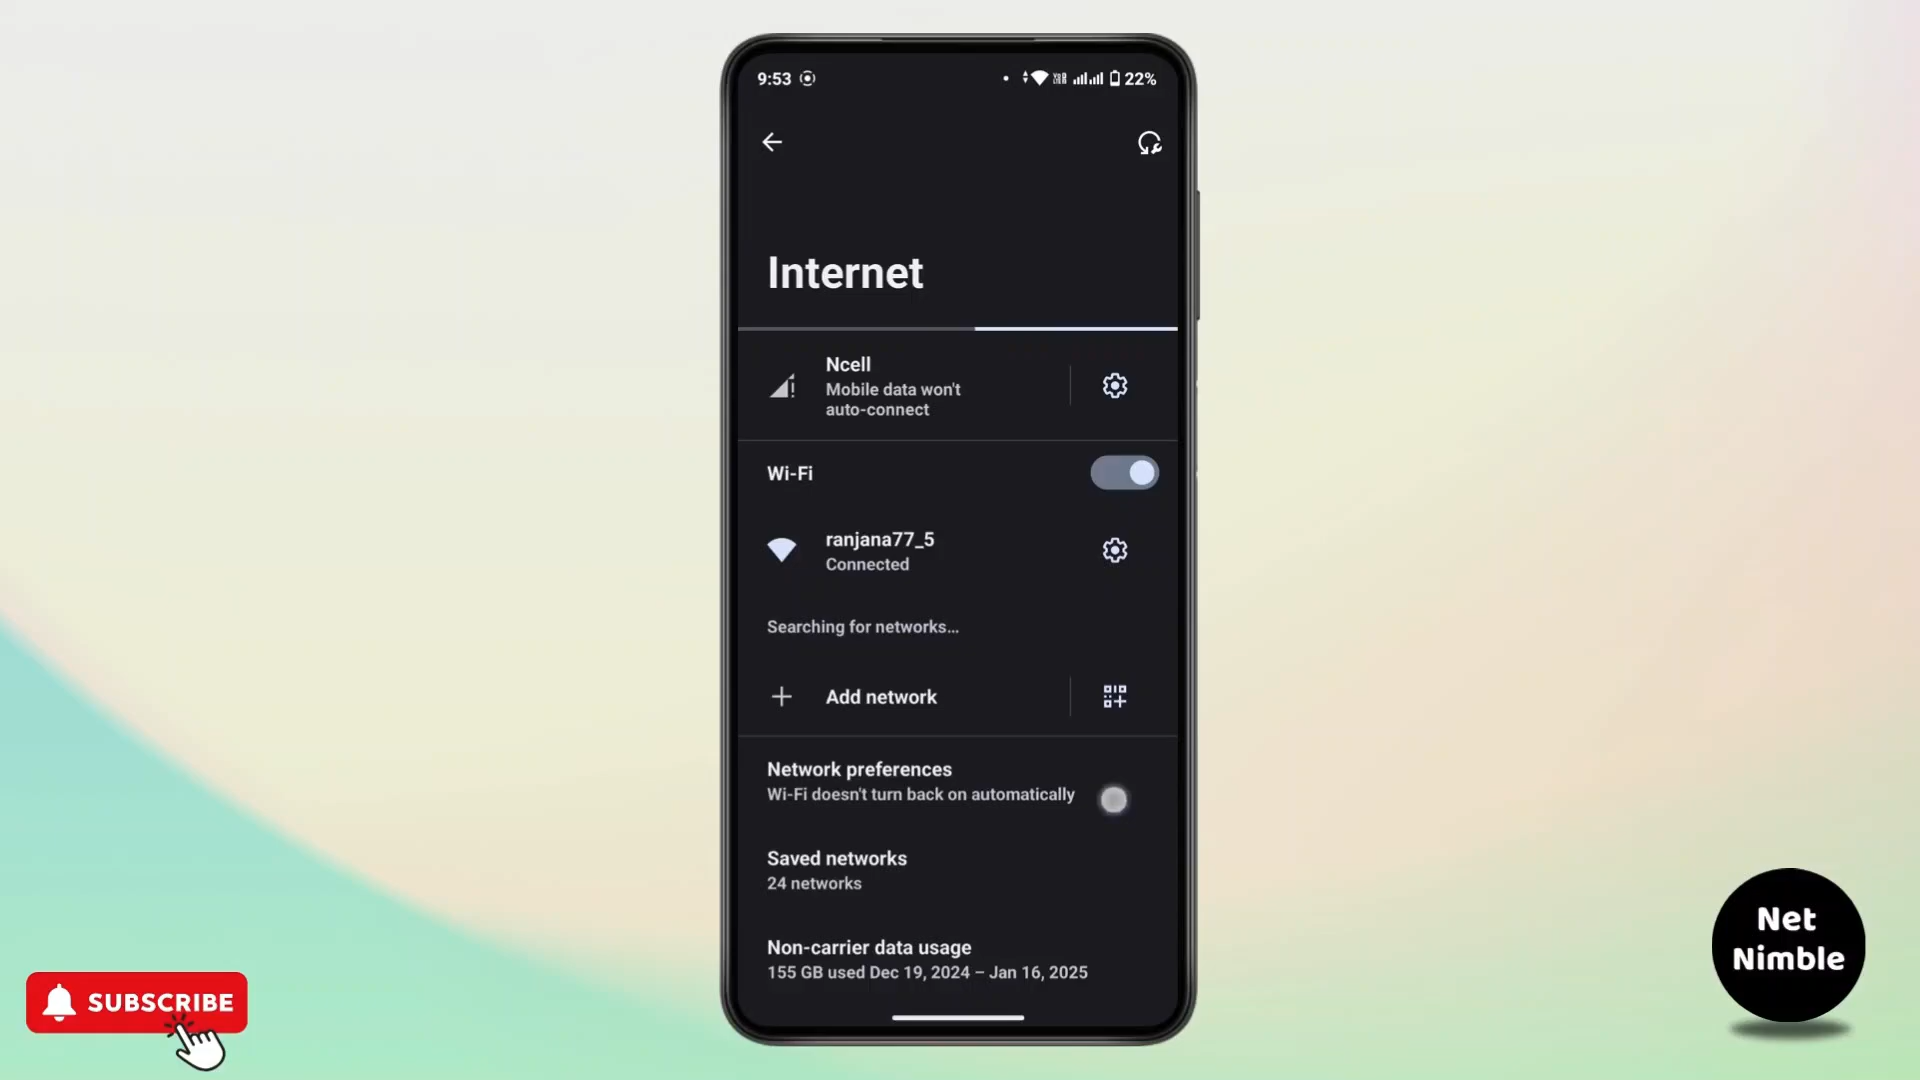 9:53
22%
Internet
Ncell
Mobile data won't
auto-connect
Wi-Fi
ranjana77_5
Connected
Searching for networks...
Add network
Network preferences
Wi-Fi doesn't turn back on automatically
Saved networks
24 networks
Non-carrier data usage
155 GB used Dec 19, 2024 – Jan 16, 2025
SUBSCRIBE
Net
Nimble